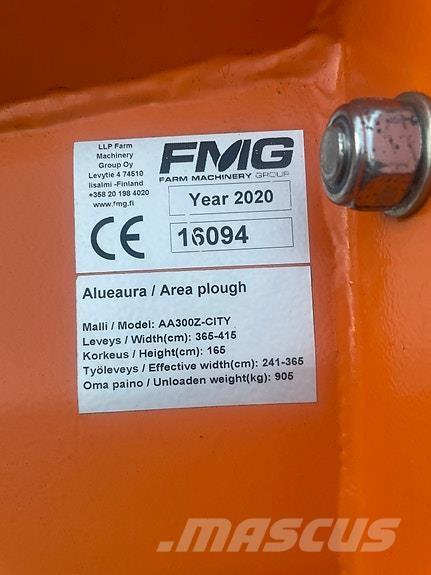 LLP Farm
Machinery
Group Oy
Levytie 4 74510
Iisalmi -Finland
+358 20 198 4020
www.fmg.fi
CE
FMG
FARM MACHINERY GROUP
Year 2020
16094
Alueaura / Area plough
Malli / Model: AA300Z-CITY
Leveys / Width(cm): 365-415
Korkeus / Height(cm): 165
Työleveys / Effective width(cm): 241-365
Oma paino / Unloaden weight(kg): 905
mascus